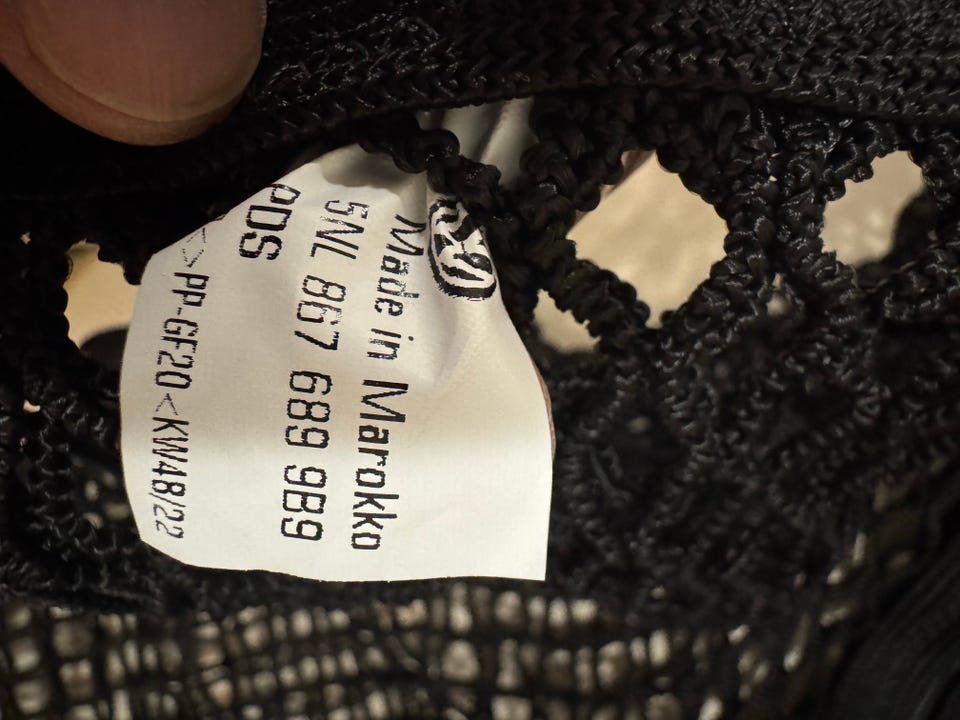 Made in Marokko
5NL 867 689 9B9
PDS
<>PP-GF20<KW48/22